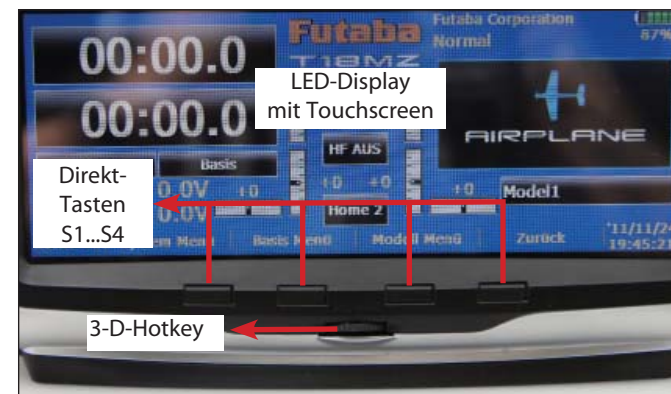 Futaba Corporation
00:00.0
Futaba
Normal
87%
T18MZ
LED-Display
mit Touchscreen
00:00.0
AIRPLANE
HF AUS
Basis
Direkt-
Tasten
S1...S4
0.0V
+0
+0
+0
+0
Model1
0.0V
Home 2
Menü
Basis Menü
Modell Menü
Zurück
'11/11/24
19:45:21
3-D-Hotkey